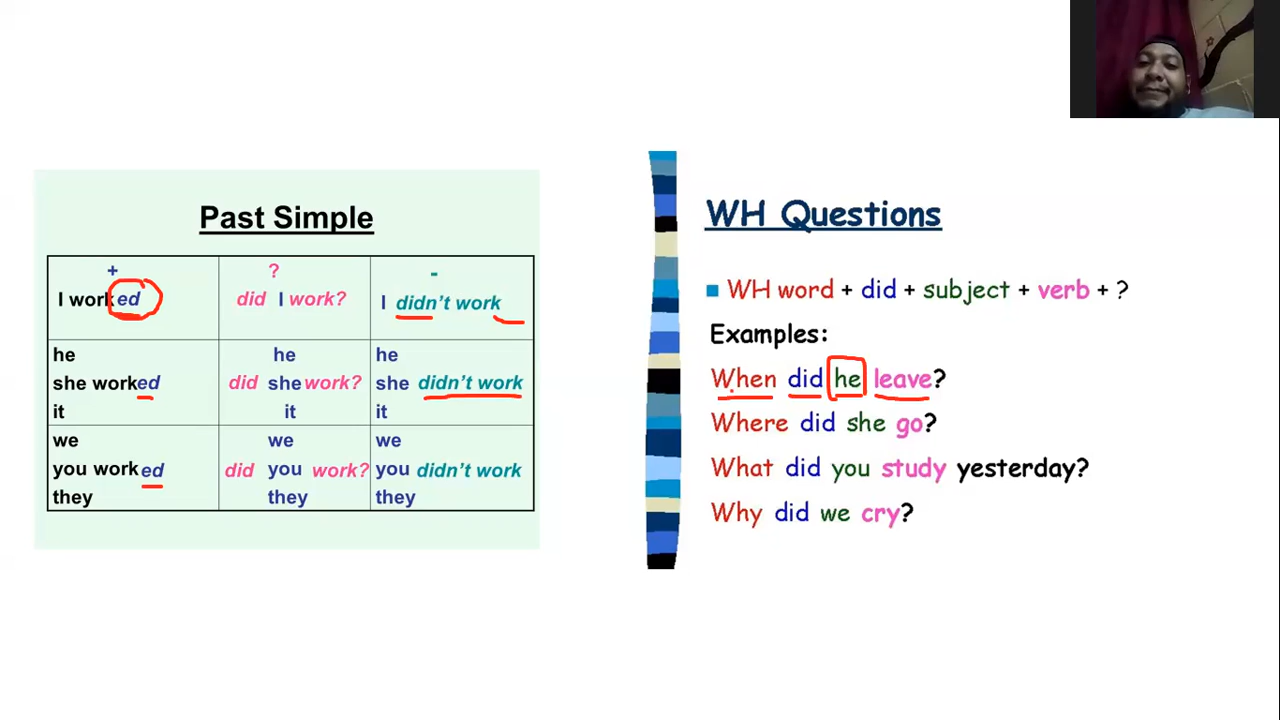 Past Simple
+ ? -
I worked did I work? I didn't work
he he he
she worked did she work? she didn't work
it it it
we we we
you worked did you work? you didn't work
they they they
WH Questions
WH word + did + subject + verb + ?
Examples:
When did he leave?
Where did she go?
What did you study yesterday?
Why did we cry?